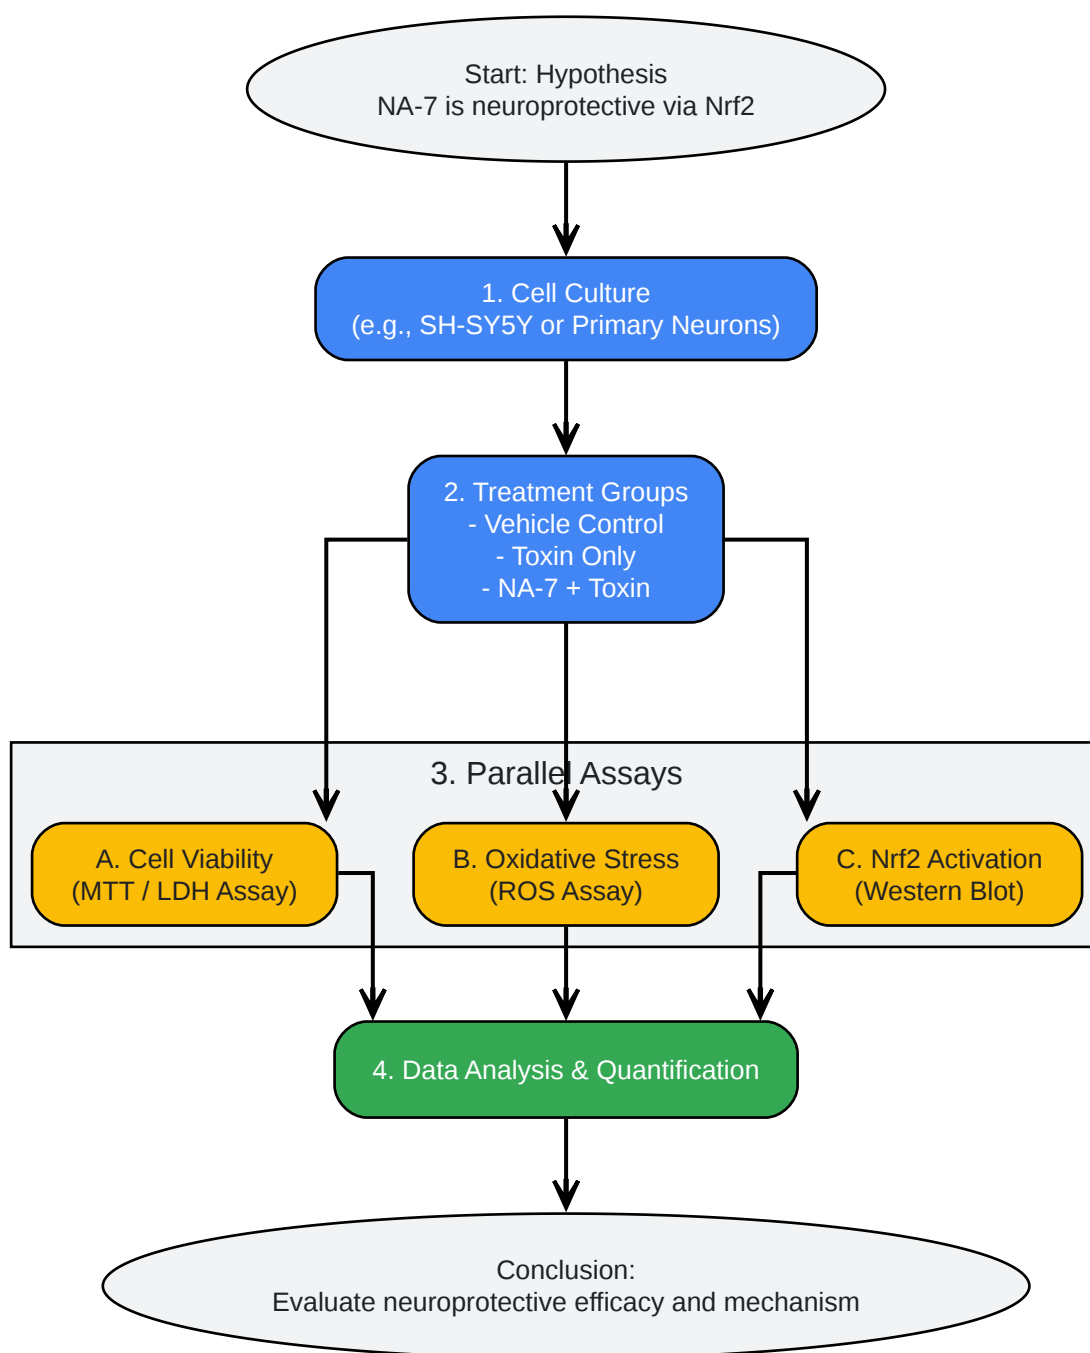 Start: Hypothesis
NA-7 is neuroprotective via Nrf2
1. Cell Culture
(e.g., SH-SY5Y or Primary Neurons)
2. Treatment Groups
- Vehicle Control
- Toxin Only
- NA-7 + Toxin
3. Parallel Assays
A. Cell Viability
(MTT / LDH Assay)
B. Oxidative Stress
(ROS Assay)
C. Nrf2 Activation
(Western Blot)
4. Data Analysis & Quantification
Conclusion:
Evaluate neuroprotective efficacy and mechanism